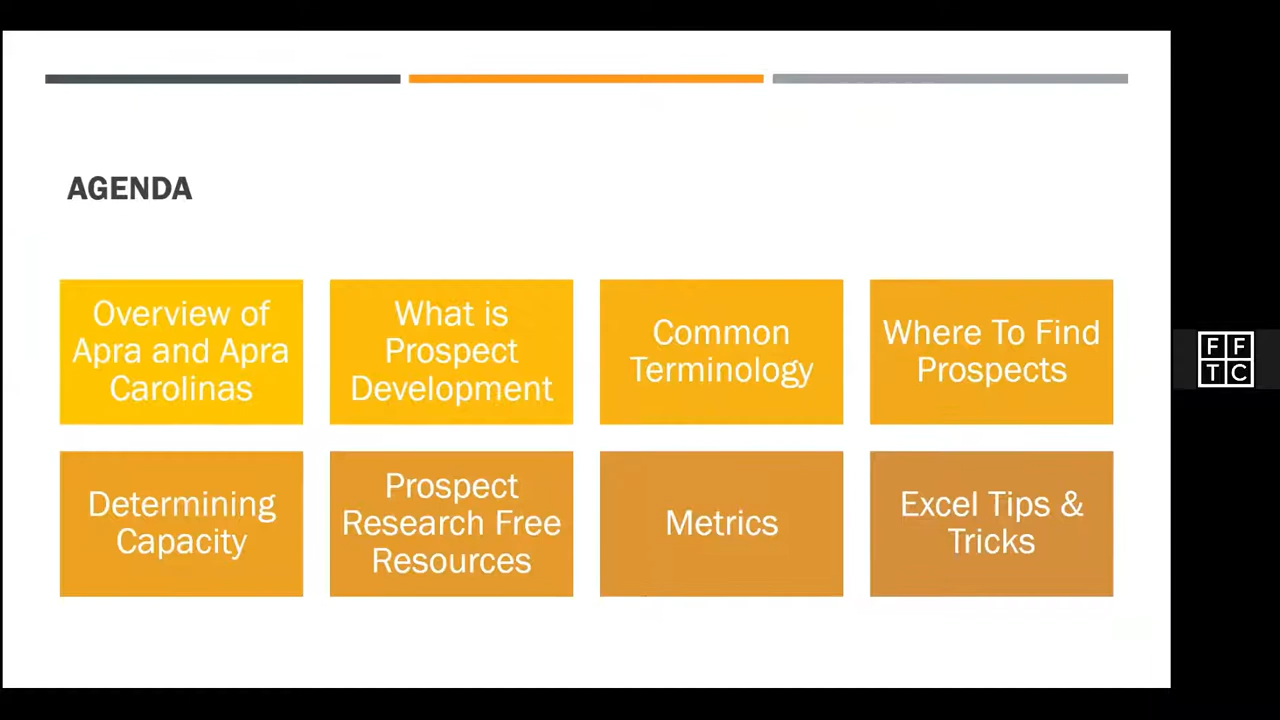 AGENDA
Overview of
Apra and Apra
Carolinas
What is
Prospect
Development
Common
Terminology
Where To Find
Prospects
Determining
Capacity
Prospect
Research Free
Resources
Metrics
Excel Tips &
Tricks
F F
T C